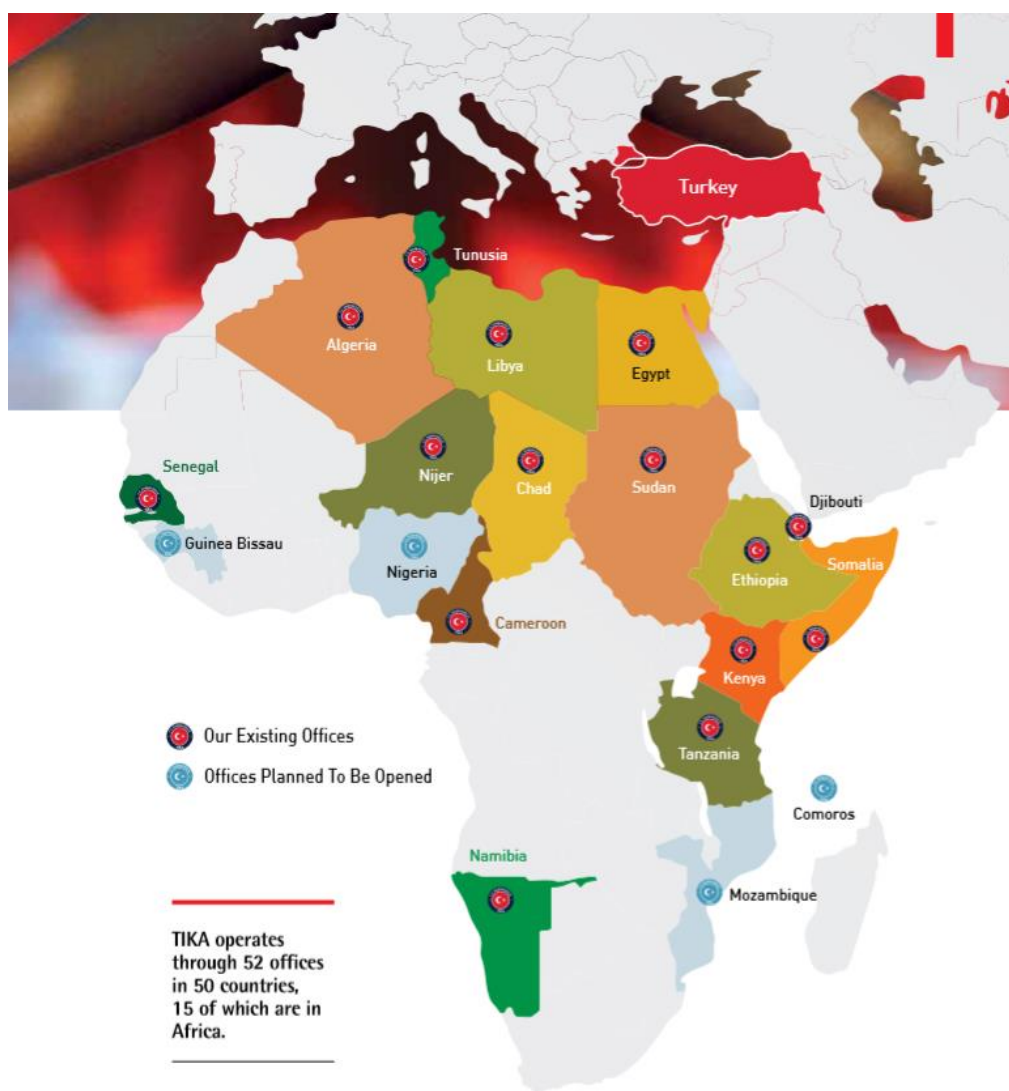 Turkey
Tunusia
Algeria
Libya
Egypt
Senegal
Nijer
Chad
Sudan
Djibouti
Guinea Bissau
Nigeria
Ethiopia
Somalia
Cameroon
Kenya
Our Existing Offices
Tanzania
Offices Planned To Be Opened
Comoros
Namibia
Mozambique
TIKA operates
through 52 offices
in 50 countries,
15 of which are in
Africa.